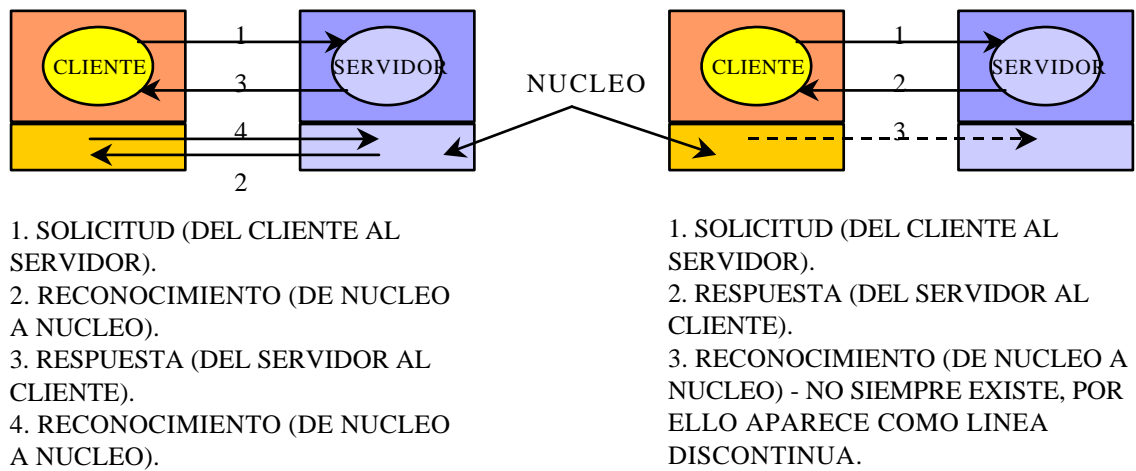 CLIENTE
1
3
4
2
SERVIDOR
NUCLEO
CLIENTE
1
2
3
SERVIDOR
1. SOLICITUD (DEL CLIENTE AL
SERVIDOR).
2. RECONOCIMIENTO (DE NUCLEO
A NUCLEO).
3. RESPUESTA (DEL SERVIDOR AL
CLIENTE).
4. RECONOCIMIENTO (DE NUCLEO
A NUCLEO).
1. SOLICITUD (DEL CLIENTE AL
SERVIDOR).
2. RESPUESTA (DEL SERVIDOR AL
CLIENTE).
3. RECONOCIMIENTO (DE NUCLEO A
NUCLEO) - NO SIEMPRE EXISTE, POR
ELLO APARECE COMO LINEA
DISCONTINUA.